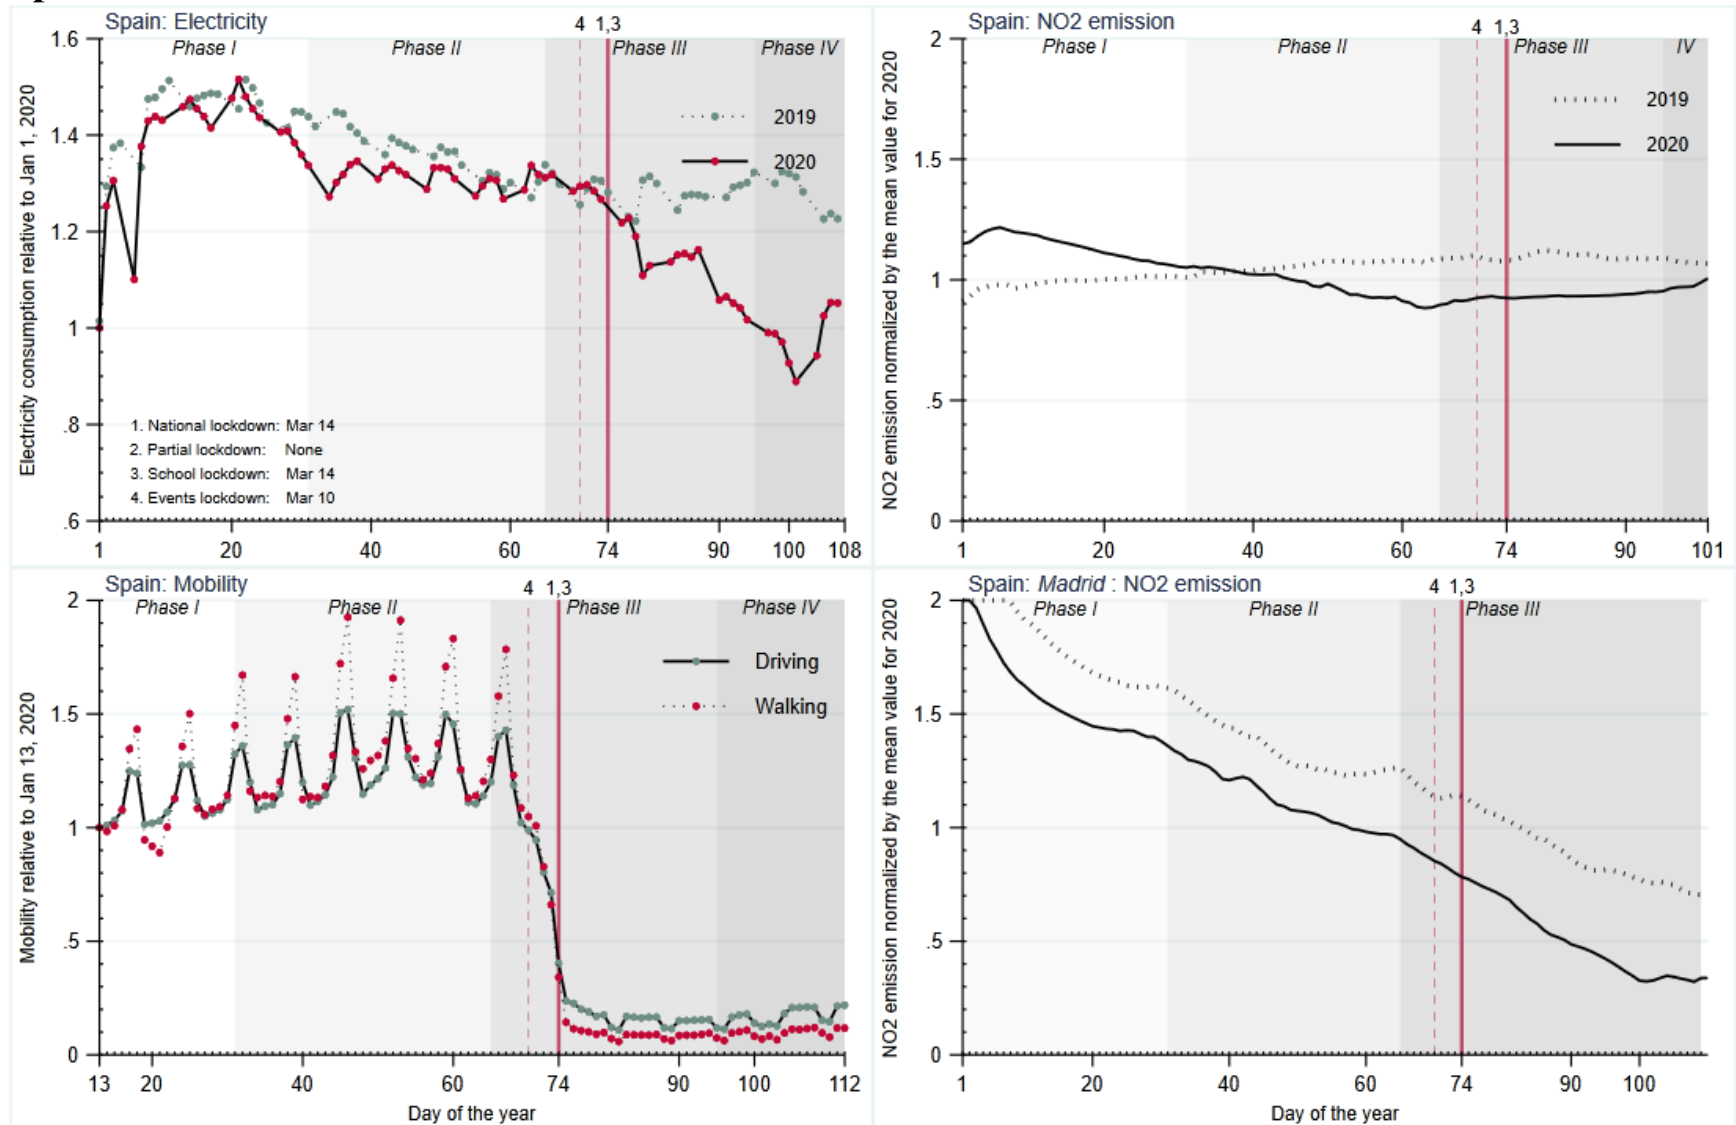 Spain: Electricity
4 1,3
Phase I
Phase II
Phase III
Phase IV
1.6
1.4
1.2
1
.8
.6
Electricity consumption relative to Jan 1, 2020
2019
2020
1. National lockdown: Mar 14
2. Partial lockdown: None
3. School lockdown: Mar 14
4. Events lockdown: Mar 10
1 20 40 60 74 90 100 108
Spain: NO2 emission
4 1,3
Phase I
Phase II
Phase III
IV
2
1.5
1
.5
0
NO2 emission normalized by the mean value for 2020
2019
2020
1 20 40 60 74 90 101
Spain: Mobility
4 1,3
Phase I
Phase II
Phase III
Phase IV
2
1.5
1
.5
0
Mobility relative to Jan 13, 2020
Driving
Walking
13 20 40 60 74 90 100 112
Day of the year
Spain: Madrid : NO2 emission
4 1,3
Phase I
Phase II
Phase III
2
1.5
1
.5
0
NO2 emission normalized by the mean value for 2020
1 20 40 60 74 90 100
Day of the year